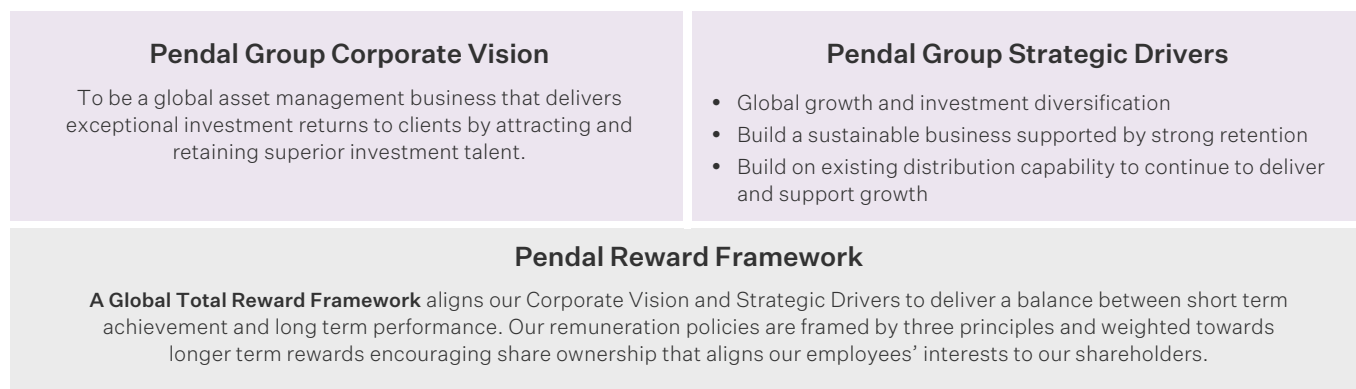 Pendal Group Corporate Vision
To be a global asset management business that delivers
exceptional investment returns to clients by attracting and
retaining superior investment talent.
Pendal Group Strategic Drivers
• Global growth and investment diversification
• Build a sustainable business supported by strong retention
• Build on existing distribution capability to continue to deliver
and support growth
Pendal Reward Framework
A Global Total Reward Framework aligns our Corporate Vision and Strategic Drivers to deliver a balance between short term
achievement and long term performance. Our remuneration policies are framed by three principles and weighted towards
longer term rewards encouraging share ownership that aligns our employees’ interests to our shareholders.